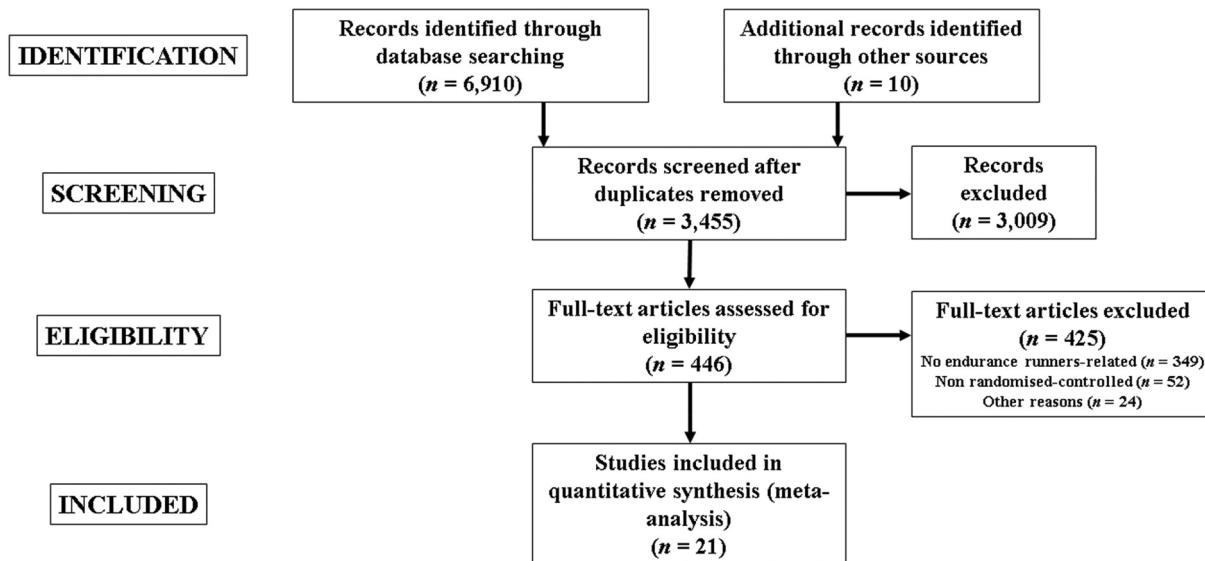 IDENTIFICATION
Records identified through
database searching
(n = 6,910)
Additional records identified
through other sources
(n = 10)
SCREENING
Records screened after
duplicates removed
(n = 3,455)
Records
excluded
(n = 3,009)
ELIGIBILITY
Full-text articles assessed for
eligibility
(n = 446)
Full-text articles excluded
(n = 425)
No endurance runners-related (n = 349)
Non randomised-controlled (n = 52)
Other reasons (n = 24)
INCLUDED
Studies included in
quantitative synthesis (meta-
analysis)
(n = 21)